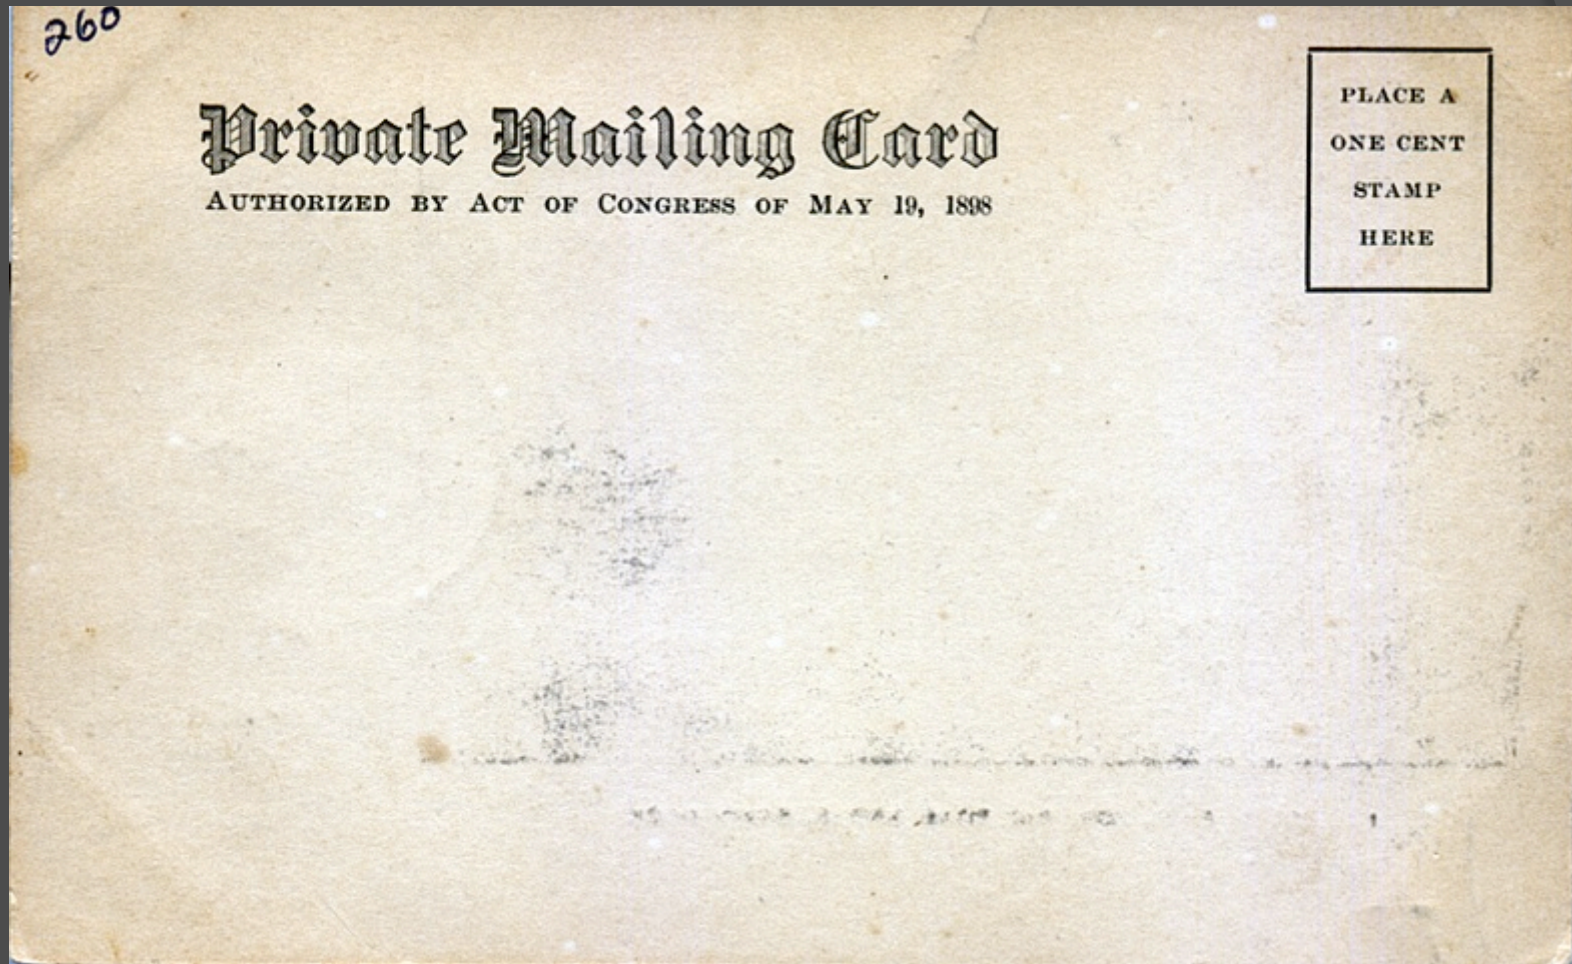 260
Private Mailing Card
AUTHORIZED BY ACT OF CONGRESS OF MAY 19, 1898
PLACE A
ONE CENT
STAMP
HERE